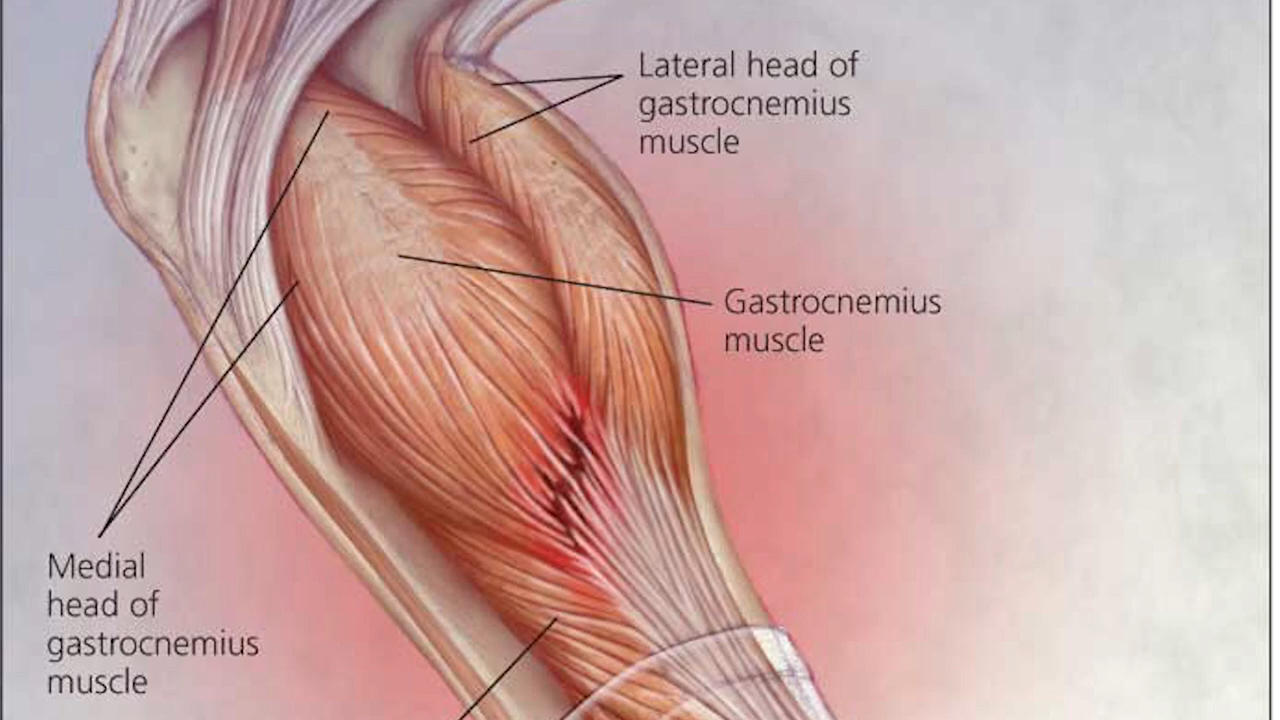 Lateral head of
gastrocnemius
muscle
Gastrocnemius
muscle
Medial
head of
gastrocnemius
muscle